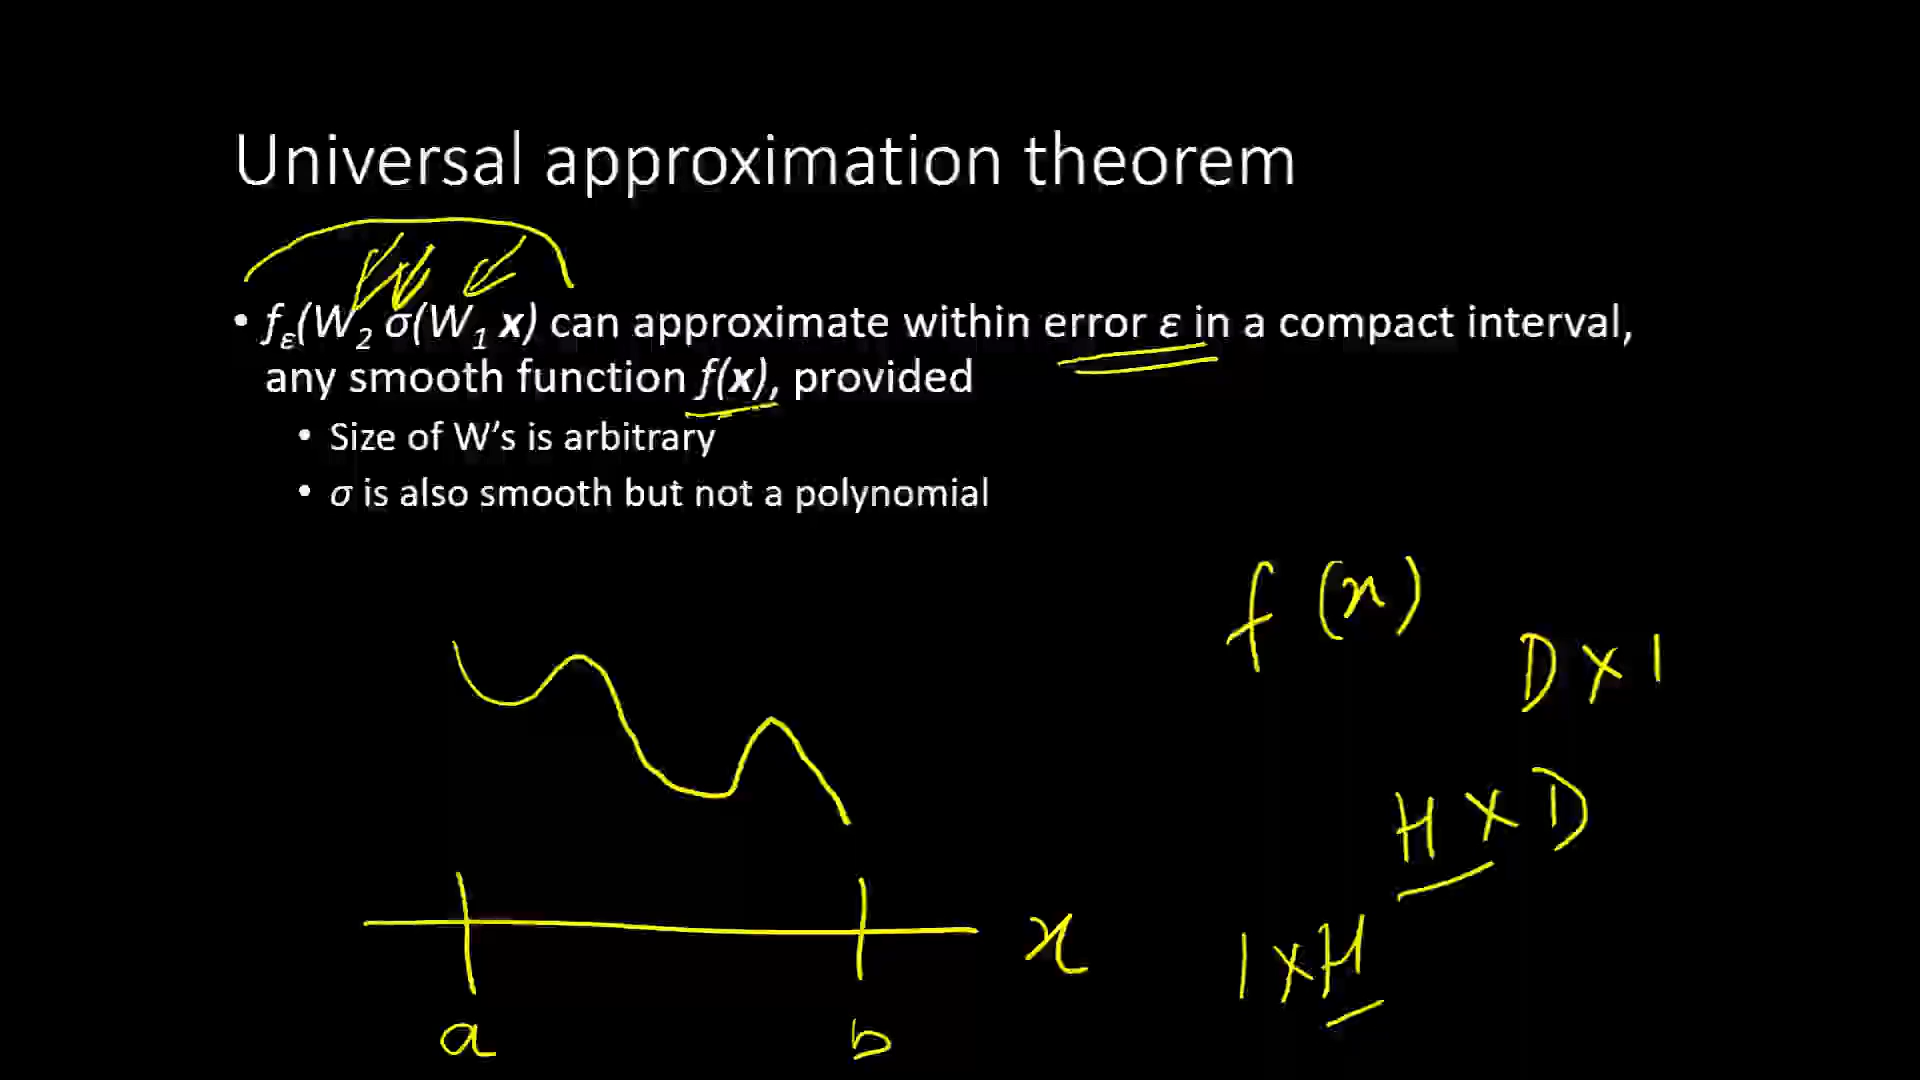 Universal approximation theorem
• fε(W2 σ(W1 x) can approximate within error ε in a compact interval,
any smooth function f(x), provided
• Size of W's is arbitrary
• σ is also smooth but not a polynomial
f(x)
D×1
H×D
1×H
x
a b